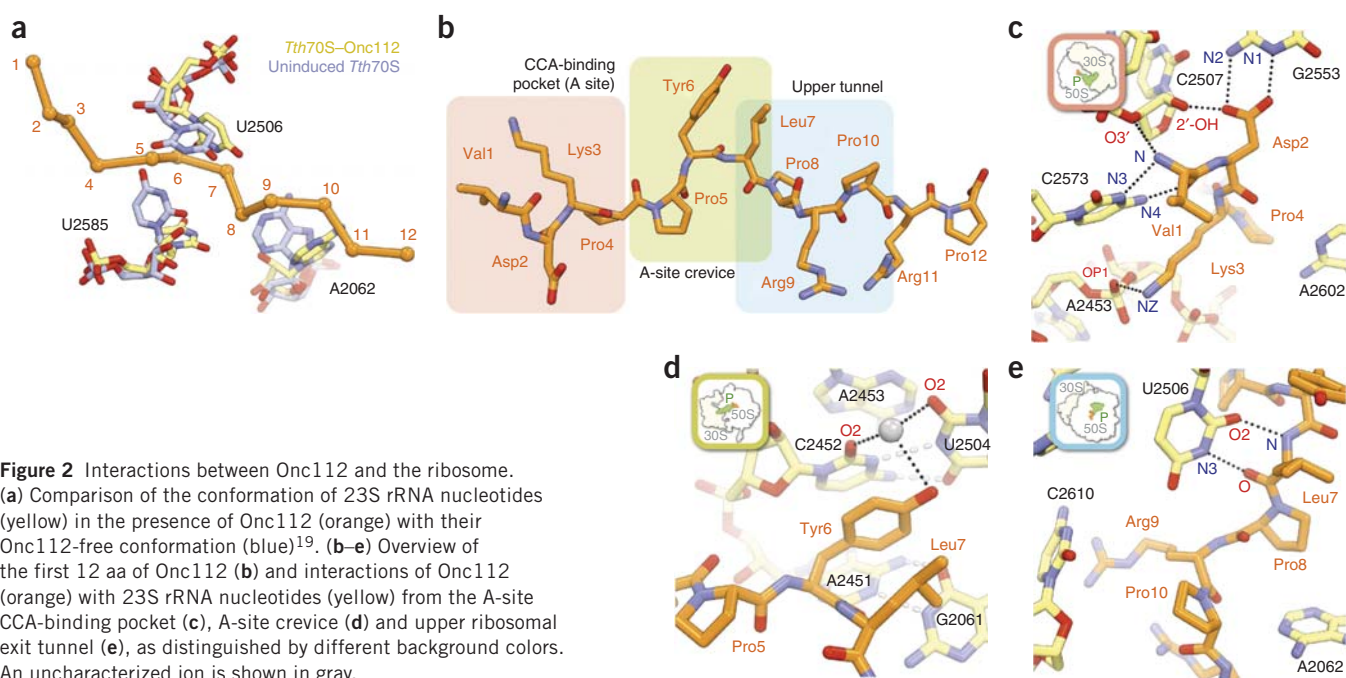 a
Tth70S–Onc112
Uninduced Tth70S
1
2
3
4
5
6
7
8
9
10
11
12
U2506
U2585
A2062
b
CCA-binding
pocket (A site)
Tyr6
Upper tunnel
Val1
Lys3
Leu7
Pro10
Pro8
Pro5
Asp2
Pro4
A-site crevice
Arg9
Arg11
Pro12
c
30S
P
50S
C2507
N2
N1
G2553
O3′
2′-OH
Asp2
N
C2573
N3
N4
Val1
Pro4
Lys3
OP1
A2453
NZ
A2602
d
P
50S
30S
A2453
O2
C2452
O2
U2504
Tyr6
Leu7
A2451
Pro5
G2061
e
30S
P
50S
U2506
O2
N
N3
O
C2610
Leu7
Arg9
Pro8
Pro10
A2062
Figure 2 Interactions between Onc112 and the ribosome.
(a) Comparison of the conformation of 23S rRNA nucleotides
(yellow) in the presence of Onc112 (orange) with their
Onc112-free conformation (blue)19. (b–e) Overview of
the first 12 aa of Onc112 (b) and interactions of Onc112
(orange) with 23S rRNA nucleotides (yellow) from the A-site
CCA-binding pocket (c), A-site crevice (d) and upper ribosomal
exit tunnel (e), as distinguished by different background colors.
An uncharacterized ion is shown in gray.